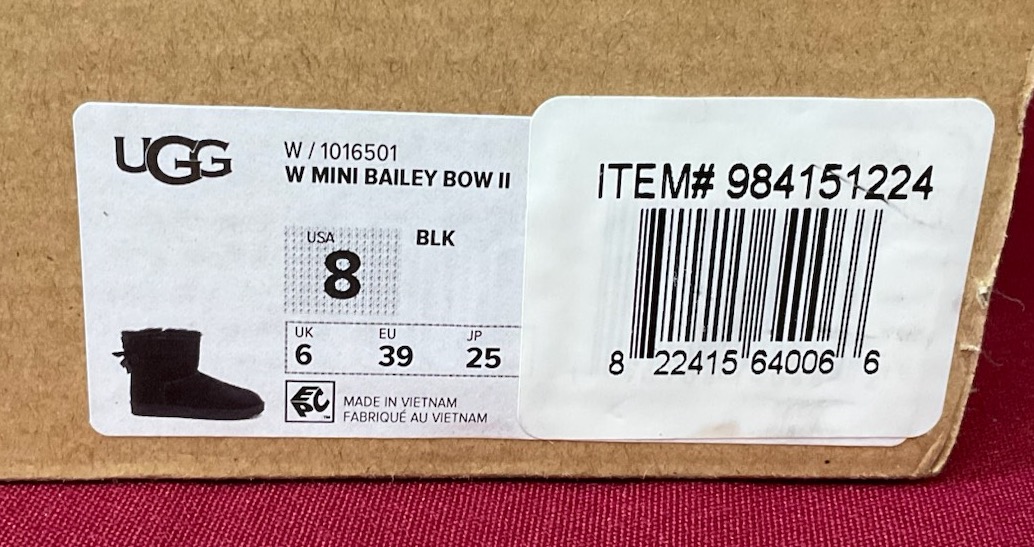 UGG
W / 1016501
W MINI BAILEY BOW II
USA
8
BLK
UK
6
EU
39
JP
25
EPC™
MADE IN VIETNAM
FABRIQUÉ AU VIETNAM
ITEM# 984151224
8 22415 64006 6